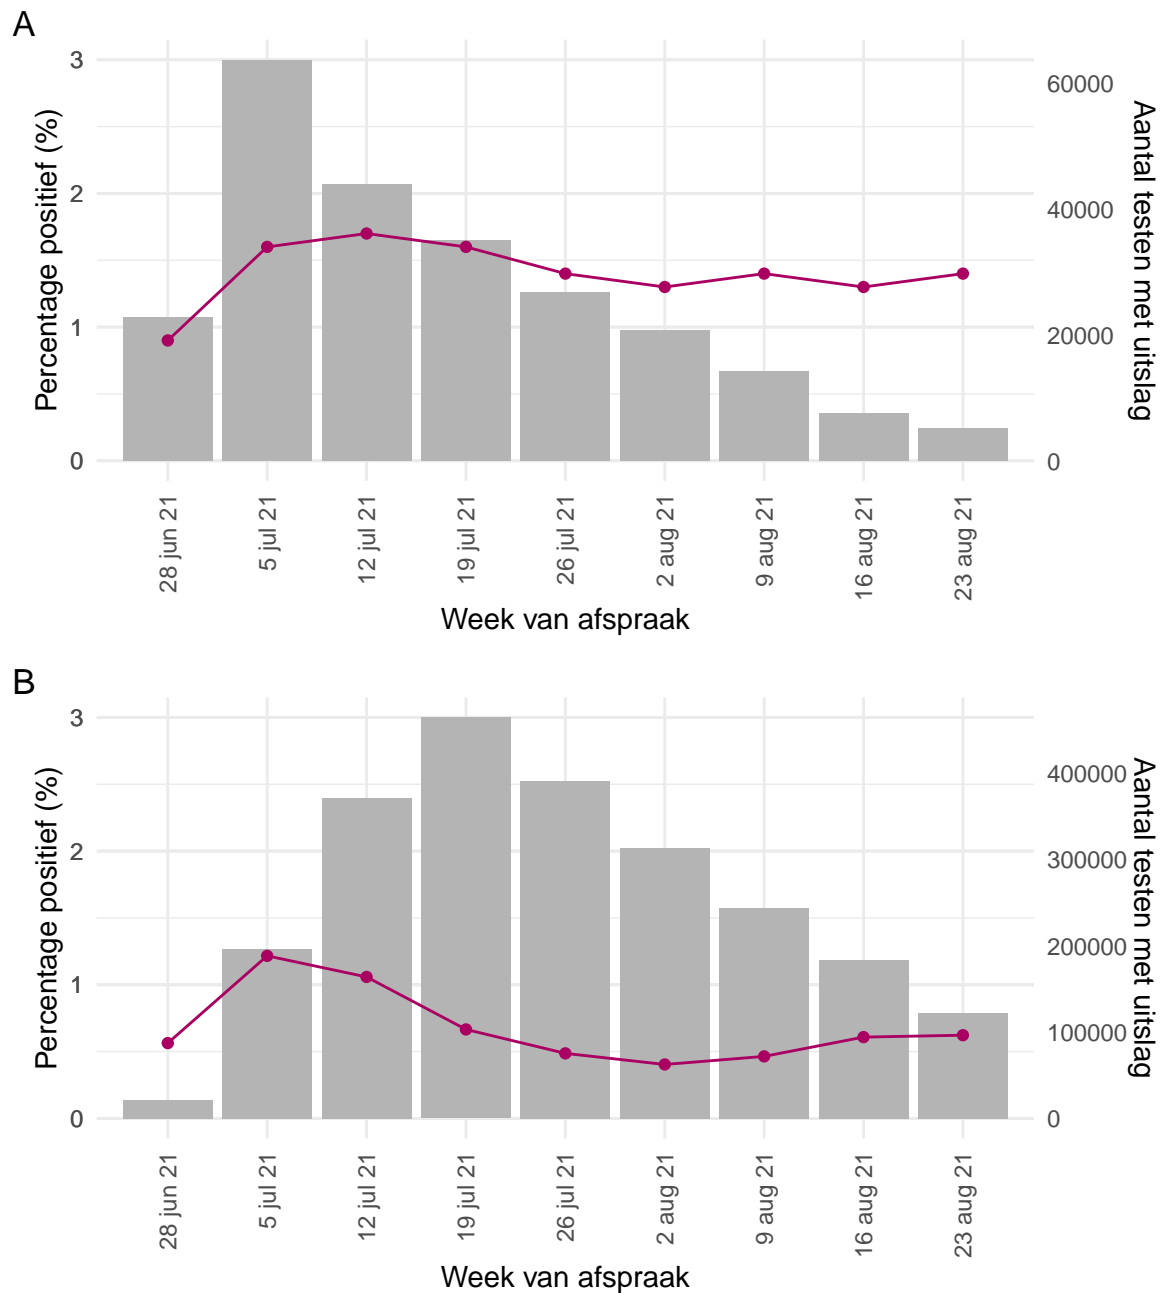 A
Percentage positief (%)
3
2
1
0
60000
40000
20000
0
Aantal testen met uitslag
28 jun 21
5 jul 21
12 jul 21
19 jul 21
26 jul 21
2 aug 21
9 aug 21
16 aug 21
23 aug 21
Week van afspraak
B
Percentage positief (%)
3
2
1
0
400000
300000
200000
100000
0
Aantal testen met uitslag
28 jun 21
5 jul 21
12 jul 21
19 jul 21
26 jul 21
2 aug 21
9 aug 21
16 aug 21
23 aug 21
Week van afspraak